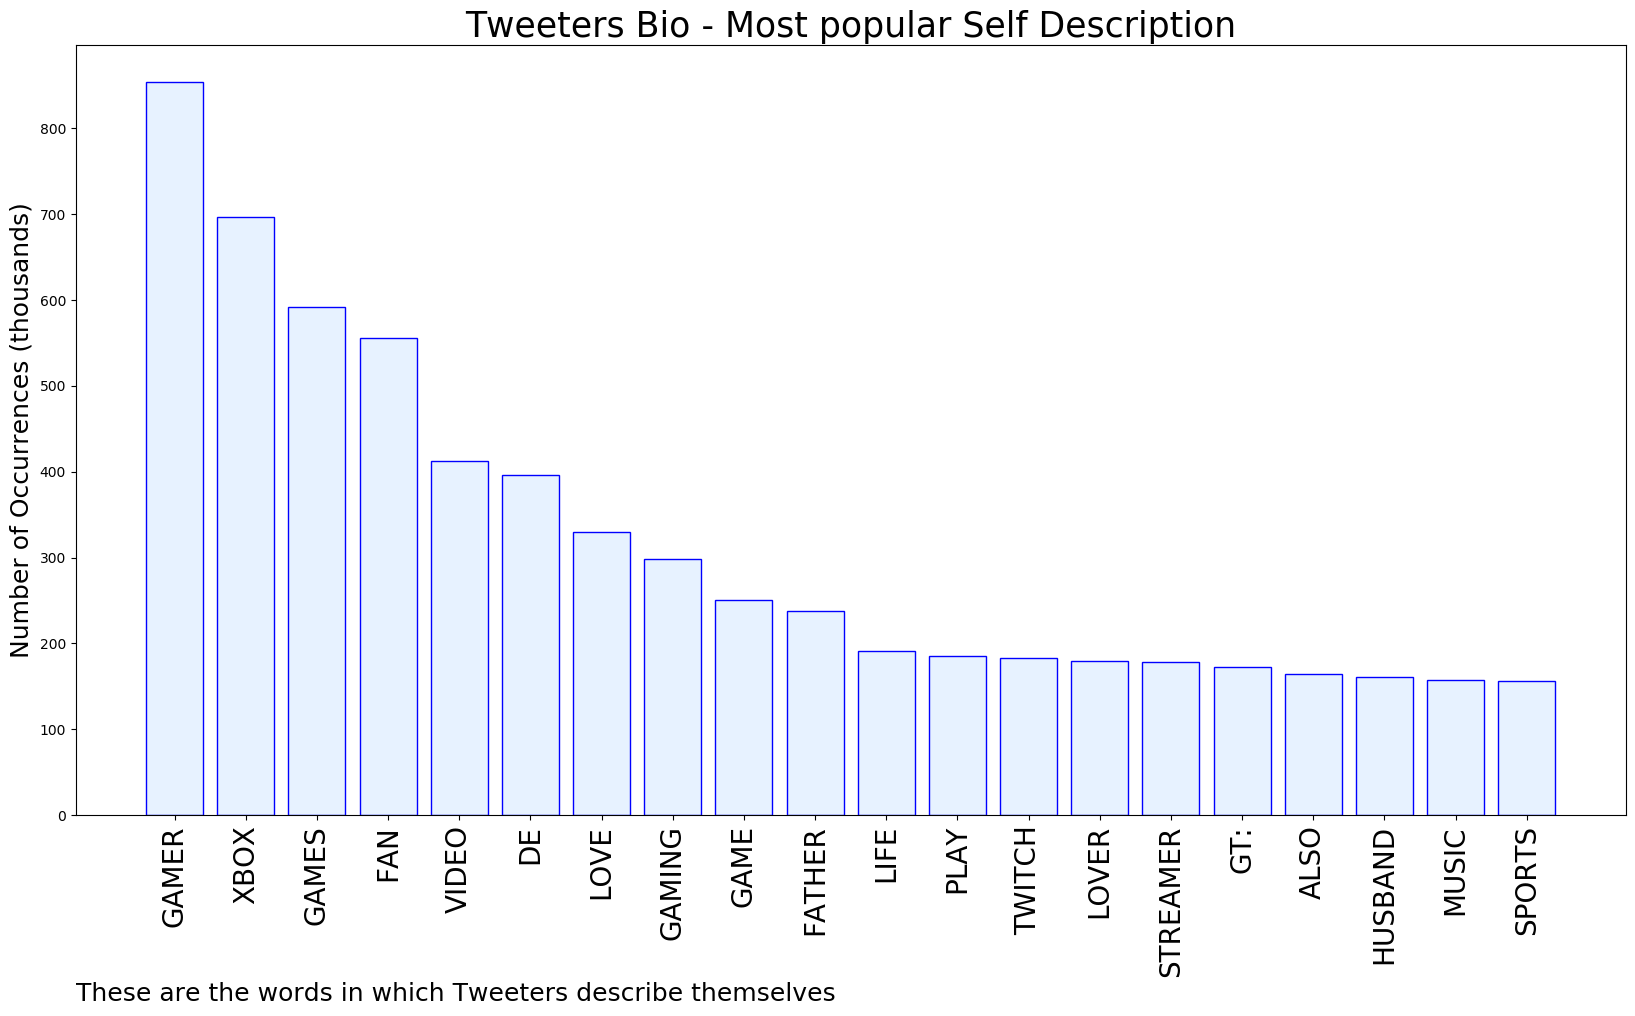 Tweeters Bio - Most popular Self Description
Number of Occurrences (thousands)
800
700
600
500
400
300
200
100
0
GAMER
XBOX
GAMES
FAN
VIDEO
DE
LOVE
GAMING
GAME
FATHER
LIFE
PLAY
TWITCH
LOVER
STREAMER
GT:
ALSO
HUSBAND
MUSIC
SPORTS
These are the words in which Tweeters describe themselves